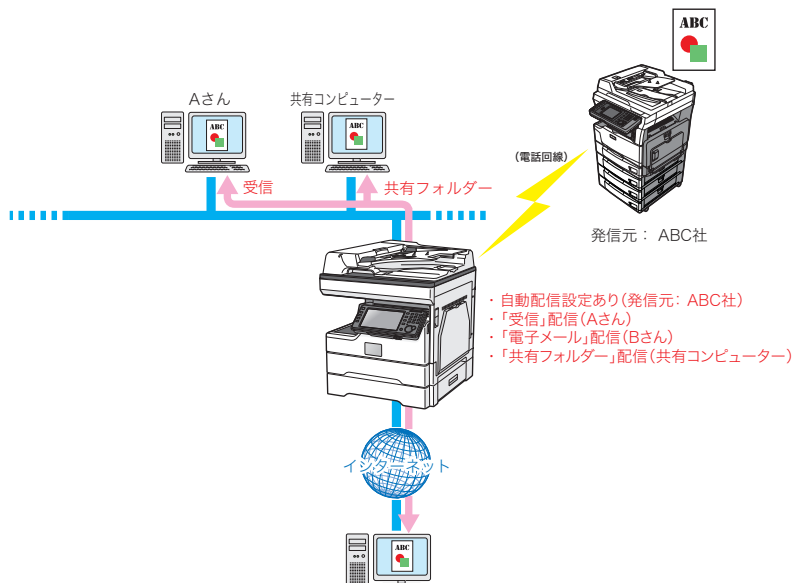 ABC
Aさん
共有コンピューター
ABC
ABC
(電話回線)
受信
共有フォルダー
発信元： ABC社
・自動配信設定あり(発信元：ABC社)
・「受信」配信(Aさん)
・「電子メール」配信(Bさん)
・「共有フォルダー」配信(共有コンピューター)
インターネット
ABC